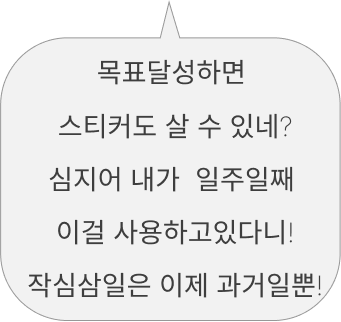 목표달성하면
스티커도 살 수 있네?
심지어 내가 일주일째
이걸 사용하고있다니!
작심삼일은 이제 과거일뿐!